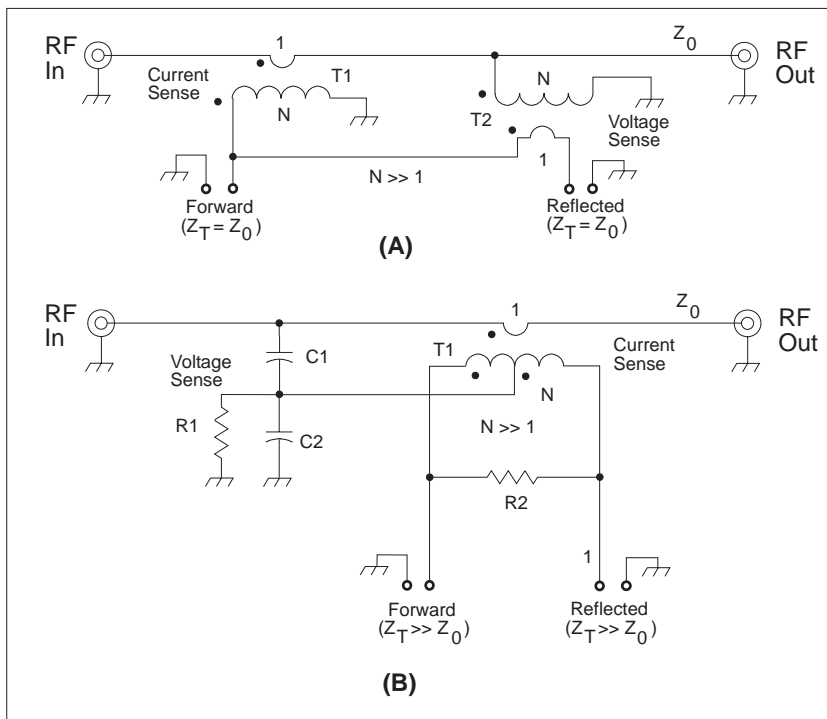 RF
In
1
Z0
RF
Out
Current
Sense
T1
N
N
T2
Voltage
Sense
1
N >> 1
Forward
(ZT = Z0)
Reflected
(ZT = Z0)
(A)
RF
In
1
Z0
RF
Out
Voltage
Sense
C1
T1
Current
Sense
N
R1
C2
N >> 1
R2
1
Forward
(ZT >> Z0)
Reflected
(ZT >> Z0)
(B)